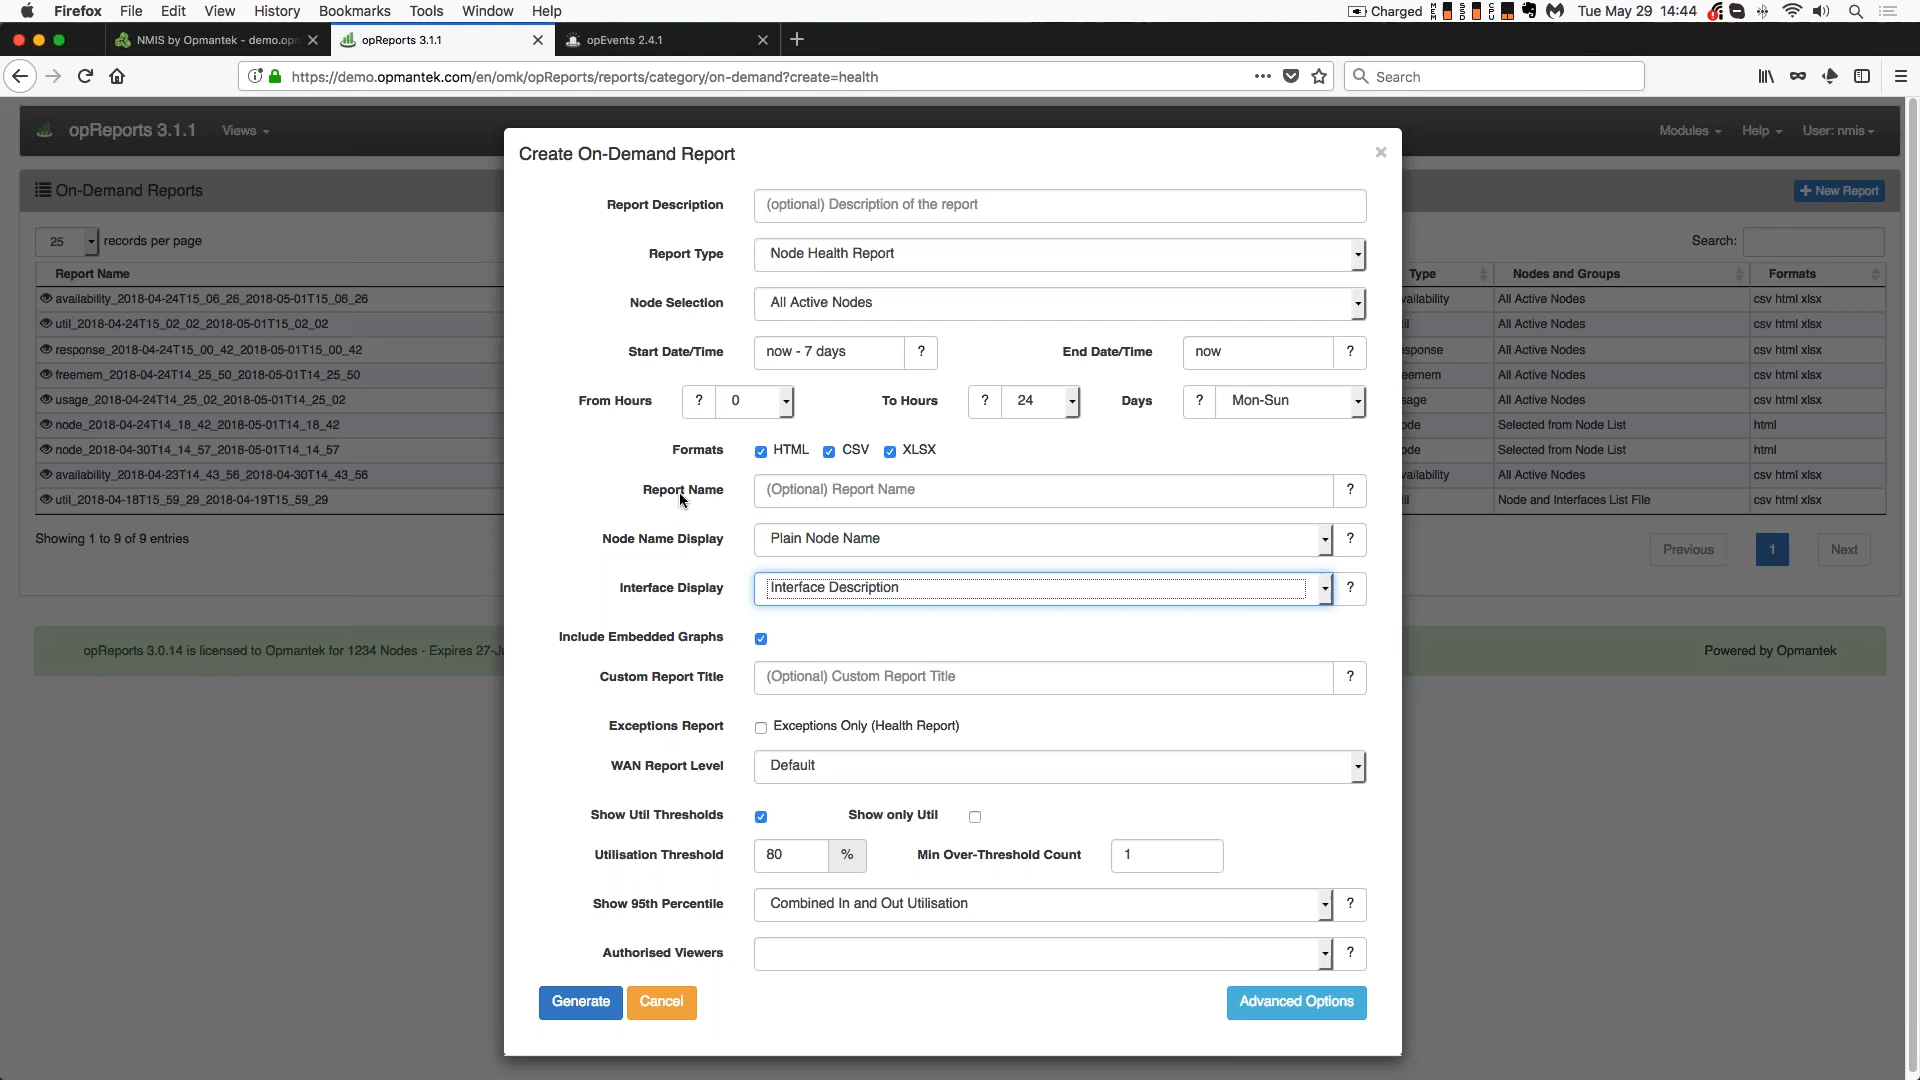 Firefox File Edit View History Bookmarks Tools Window Help Charged Tue May 29 14:44
NMIS by Opmantek - demo.opm
opReports 3.1.1
opEvents 2.4.1
https://demo.opmantek.com/en/omk/opReports/reports/category/on-demand?create=health
Search
opReports 3.1.1 Views Modules Help User: nmis
Create On-Demand Report
On-Demand Reports
New Report
25 records per page
Search:
Report Name
Type Nodes and Groups Formats
availability_2018-04-24T15_06_26_2018-05-01T15_06_26
vailability All Active Nodes csv html xlsx
util_2018-04-24T15_02_02_2018-05-01T15_02_02
til All Active Nodes csv html xlsx
response_2018-04-24T15_00_42_2018-05-01T15_00_42
sponse All Active Nodes csv html xlsx
freemem_2018-04-24T14_25_50_2018-05-01T14_25_50
eemem All Active Nodes csv html xlsx
usage_2018-04-24T14_25_02_2018-05-01T14_25_02
sage All Active Nodes csv html xlsx
node_2018-04-24T14_18_42_2018-05-01T14_18_42
ode Selected from Node List html
node_2018-04-30T14_14_57_2018-05-01T14_14_57
ode Selected from Node List html
availability_2018-04-23T14_43_56_2018-04-30T14_43_56
vailability All Active Nodes csv html xlsx
util_2018-04-18T15_59_29_2018-04-19T15_59_29
til Node and Interfaces List File csv html xlsx
Showing 1 to 9 of 9 entries
Previous 1 Next
opReports 3.0.14 is licensed to Opmantek for 1234 Nodes - Expires 27-Ju
Powered by Opmantek
Report Description (optional) Description of the report
Report Type Node Health Report
Node Selection All Active Nodes
Start Date/Time now - 7 days ? End Date/Time now ?
From Hours ? 0 To Hours ? 24 Days ? Mon-Sun
Formats HTML CSV XLSX
Report Name (Optional) Report Name ?
Node Name Display Plain Node Name ?
Interface Display Interface Description ?
Include Embedded Graphs
Custom Report Title (Optional) Custom Report Title ?
Exceptions Report Exceptions Only (Health Report)
WAN Report Level Default
Show Util Thresholds Show only Util
Utilisation Threshold 80 % Min Over-Threshold Count 1
Show 95th Percentile Combined In and Out Utilisation ?
Authorised Viewers ?
Generate Cancel Advanced Options